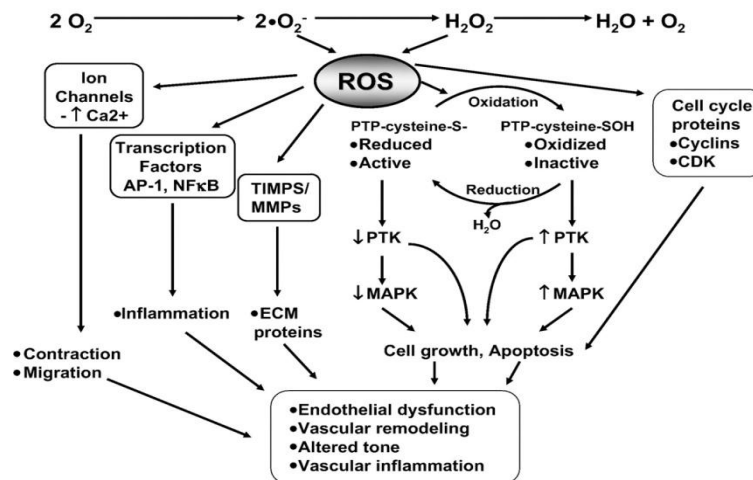 2 O₂ 2•O₂⁻ H₂O₂ H₂O + O₂
ROS
Ion
Channels
- ↑ Ca2+
Transcription
Factors
AP-1, NFκB
TIMPS/
MMPs
Oxidation
PTP-cysteine-S-
•Reduced
•Active
PTP-cysteine-SOH
•Oxidized
•Inactive
Reduction
H₂O
Cell cycle
proteins
•Cyclins
•CDK
↓PTK
↑PTK
↓MAPK
↑MAPK
•Inflammation
•ECM
proteins
•Contraction
•Migration
Cell growth, Apoptosis
•Endothelial dysfunction
•Vascular remodeling
•Altered tone
•Vascular inflammation